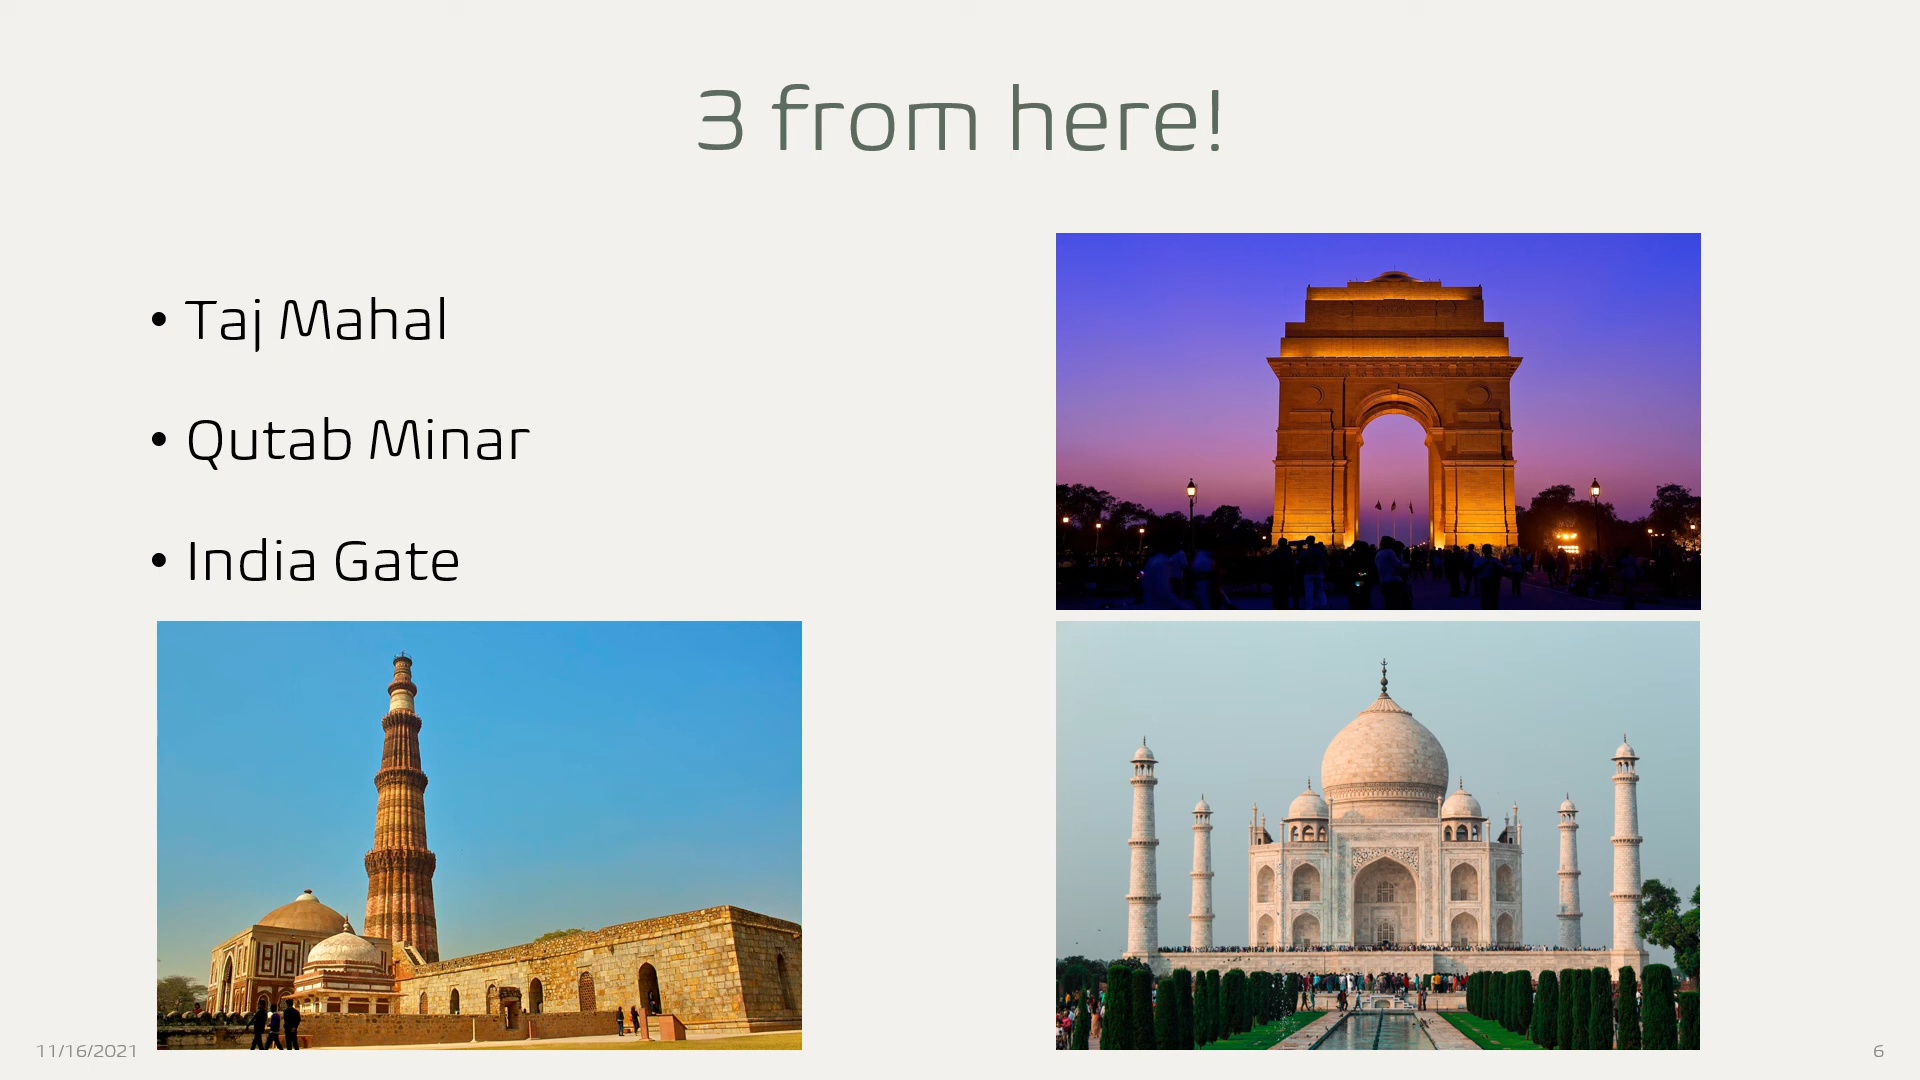 3 from here!
• Taj Mahal
• Qutab Minar
• India Gate
11/16/2021
6